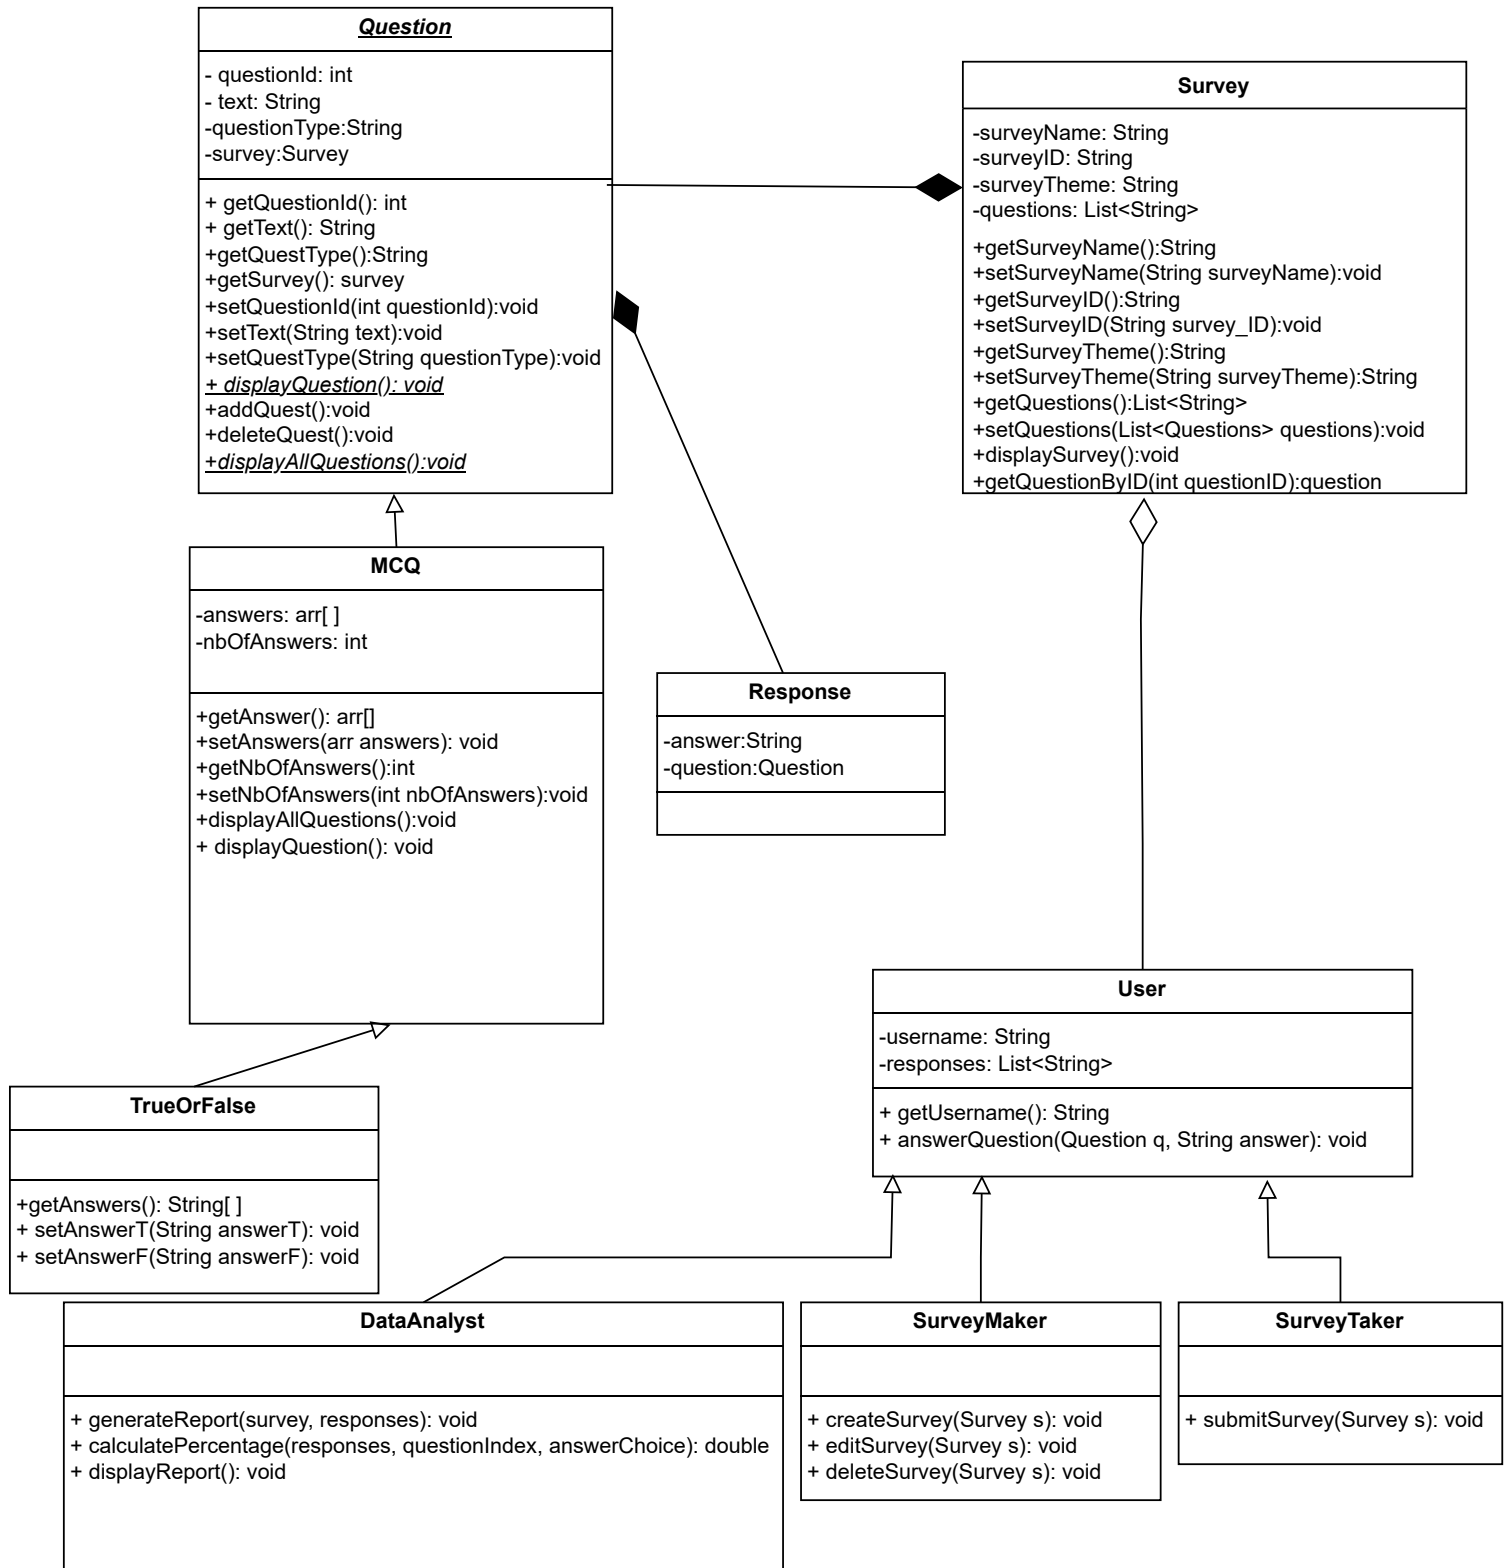 Question
- questionId: int
- text: String
-questionType:String
-survey:Survey
+ getQuestionId(): int
+ getText(): String
+getQuestType():String
+getSurvey(): survey
+setQuestionId(int questionId):void
+setText(String text):void
+setQuestType(String questionType):void
+ displayQuestion(): void
+addQuest():void
+deleteQuest():void
+displayAllQuestions():void
Survey
-surveyName: String
-surveyID: String
-surveyTheme: String
-questions: List<String>
+getSurveyName():String
+setSurveyName(String surveyName):void
+getSurveyID():String
+setSurveyID(String survey_ID):void
+getSurveyTheme():String
+setSurveyTheme(String surveyTheme):String
+getQuestions():List<String>
+setQuestions(List<Questions> questions):void
+displaySurvey():void
+getQuestionByID(int questionID):question
MCQ
-answers: arr[ ]
-nbOfAnswers: int
+getAnswer(): arr[]
+setAnswers(arr answers): void
+getNbOfAnswers():int
+setNbOfAnswers(int nbOfAnswers):void
+displayAllQuestions():void
+ displayQuestion(): void
Response
-answer:String
-question:Question
User
-username: String
-responses: List<String>
+ getUsername(): String
+ answerQuestion(Question q, String answer): void
TrueOrFalse
+getAnswers(): String[ ]
+ setAnswerT(String answerT): void
+ setAnswerF(String answerF): void
DataAnalyst
+ generateReport(survey, responses): void
+ calculatePercentage(responses, questionIndex, answerChoice): double
+ displayReport(): void
SurveyMaker
+ createSurvey(Survey s): void
+ editSurvey(Survey s): void
+ deleteSurvey(Survey s): void
SurveyTaker
+ submitSurvey(Survey s): void